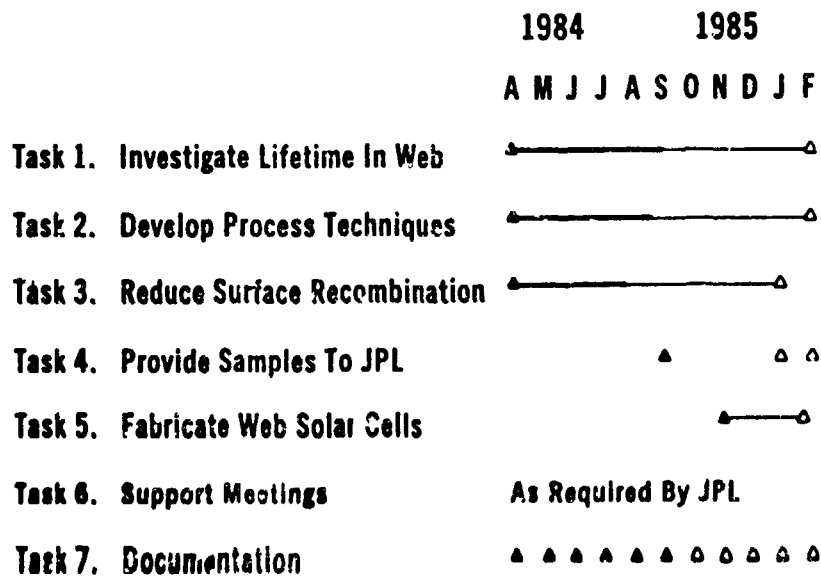 1984 1985
A M J J A S O N D J F
Task 1. Investigate Lifetime In Web
Task 2. Develop Process Techniques
Task 3. Reduce Surface Recombination
Task 4. Provide Samples To JPL
Task 5. Fabricate Web Solar Cells
Task 6. Support Meetings As Required By JPL
Task 7. Documentation